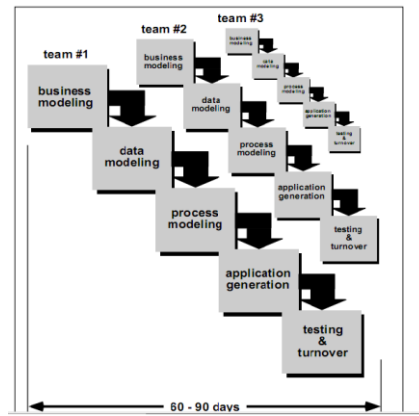 team #1
business
modeling
data
modeling
process
modeling
application
generation
testing
&
turnover
team #2
business
modeling
data
modeling
process
modeling
application
generation
testing
&
turnover
team #3
business
modeling
data
modeling
process
modeling
application
generation
testing
&
turnover
60 - 90 days